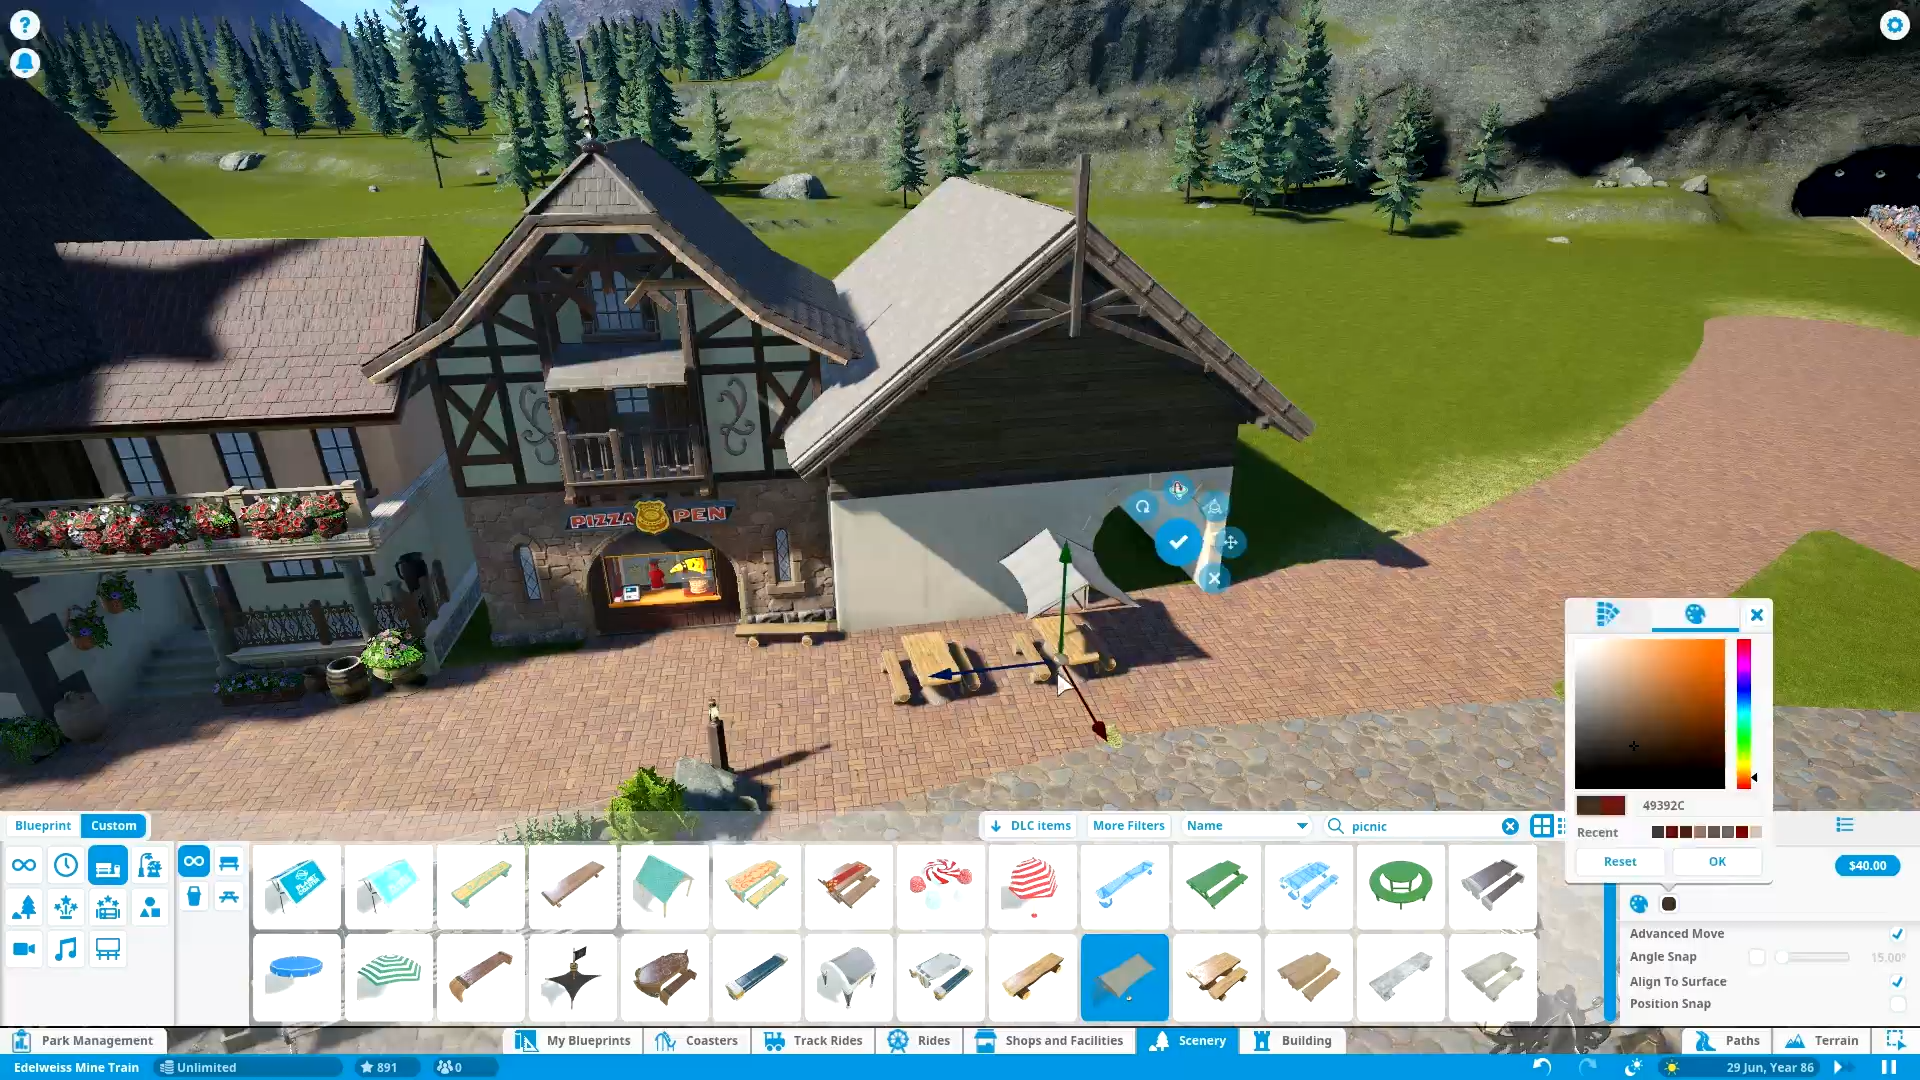 ?
PIZZA PEN
49392C
Recent
Reset
OK
Blueprint
Custom
DLC items
More Filters
Name
picnic
$40.00
Advanced Move
Angle Snap
15.00°
Align To Surface
Position Snap
Park Management
My Blueprints
Coasters
Track Rides
Rides
Shops and Facilities
Scenery
Building
Paths
Terrain
Edelweiss Mine Train
Unlimited
891
0
29 Jun, Year 86